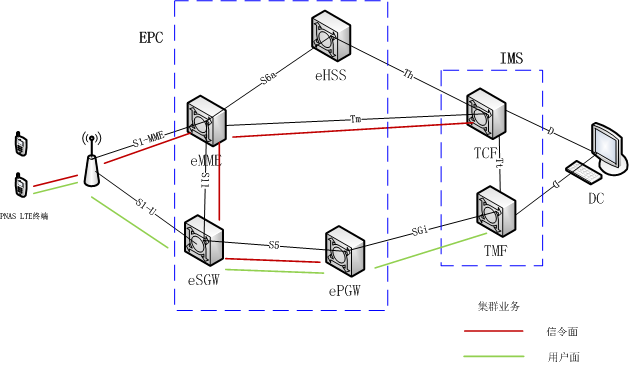 EPC
IMS
eHSS
S6a
Th
S1-MME
eMME
Tm
TCF
D
S11
Tt
DC
PNAS LTE终端
S1-U
S5
SGi
TMF
eSGW
ePGW
集群业务
信令面
用户面